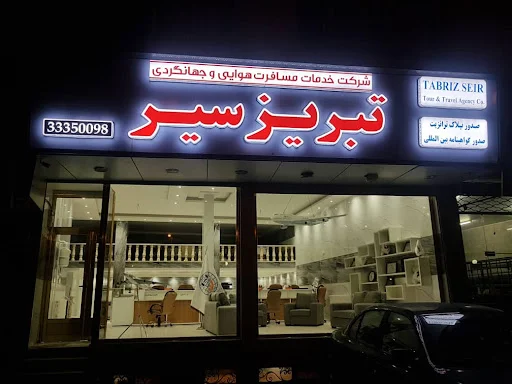 شرکت خدمات مسافرت هوایی و جهانگردی
تبریز سیر
33350098
TABRIZ SEIR
Tour & Travel Agency Co.
صدور پلاک ترانزیت
صدور گواهینامه بین المللی